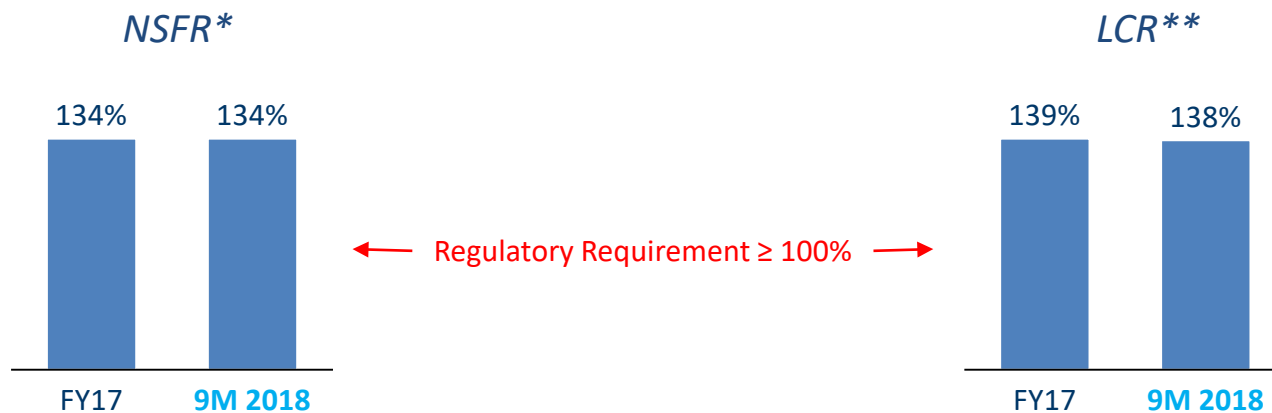 NSFR*
134%
134%
FY17
9M 2018
Regulatory Requirement ≥ 100%
LCR**
139%
138%
FY17
9M 2018